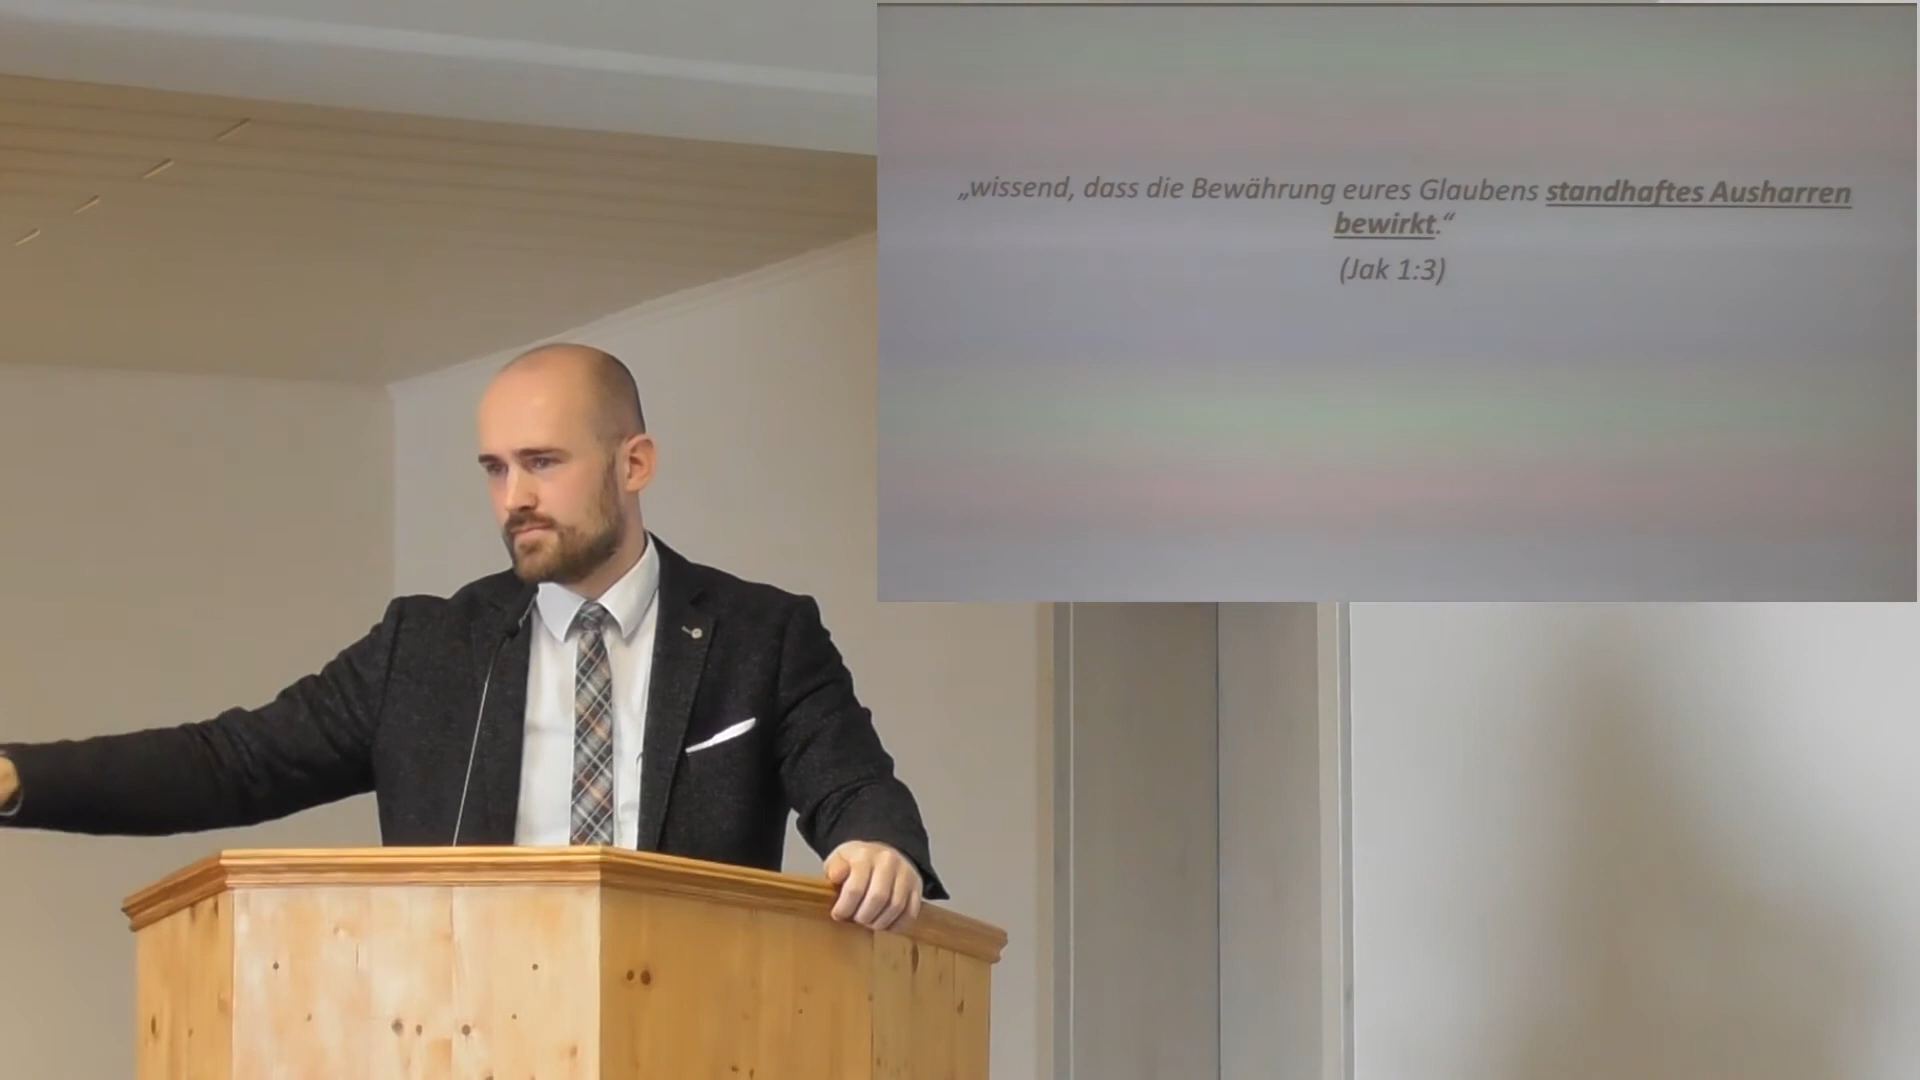 „wissend, dass die Bewährung eures Glaubens standhaftes Ausharren
bewirkt.“
(Jak 1:3)